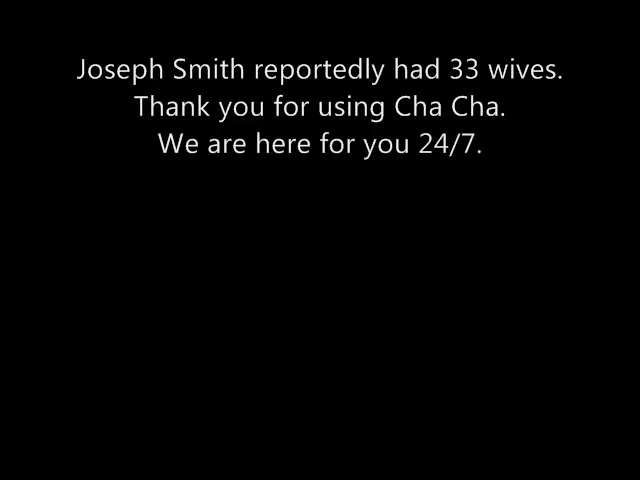 Joseph Smith reportedly had 33 wives.
Thank you for using Cha Cha.
We are here for you 24/7.